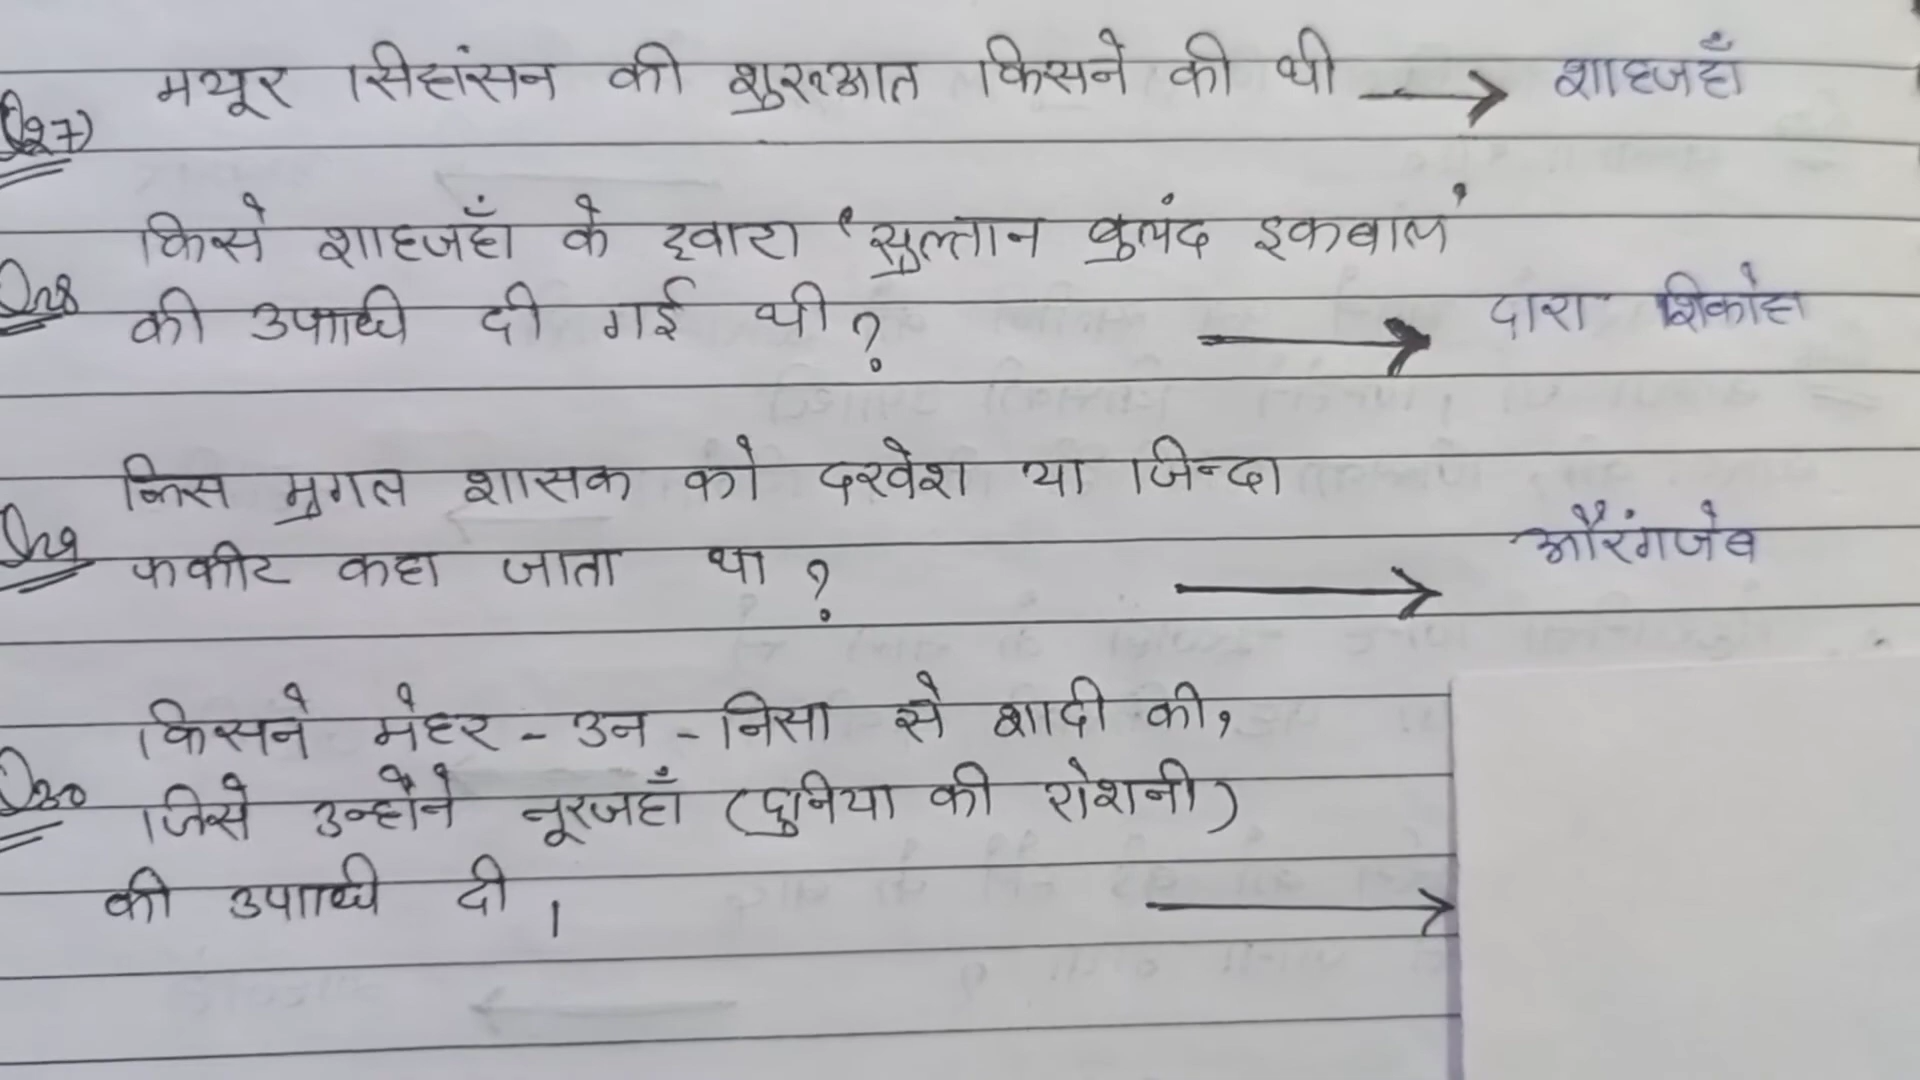 Q27) मयूर सिहांसन की शुरुआत किसने की थी → शाहजहाँ
किसे शाहजहाँ के द्वारा 'सुल्तान बुलंद इकबाल'
Q28 की उपाधि दी गई थी ? → दारा शिकोह
किस मुगल शासक को दरवेश या जिन्दा
Q29 फकीर कहा जाता था ? → औरंगजेब
किसने मेहर - उन - निसा से शादी की,
Q30 जिसे उन्होंने नूरजहाँ (दुनिया की रोशनी)
की उपाधि दी । →